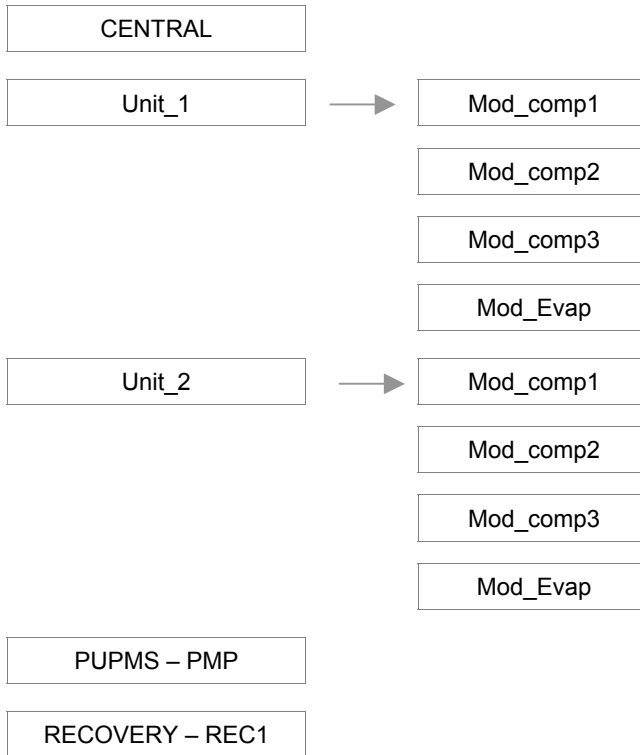 CENTRAL
Unit_1
Mod_comp1
Mod_comp2
Mod_comp3
Mod_Evap
Unit_2
Mod_comp1
Mod_comp2
Mod_comp3
Mod_Evap
PUPMS – PMP
RECOVERY – REC1